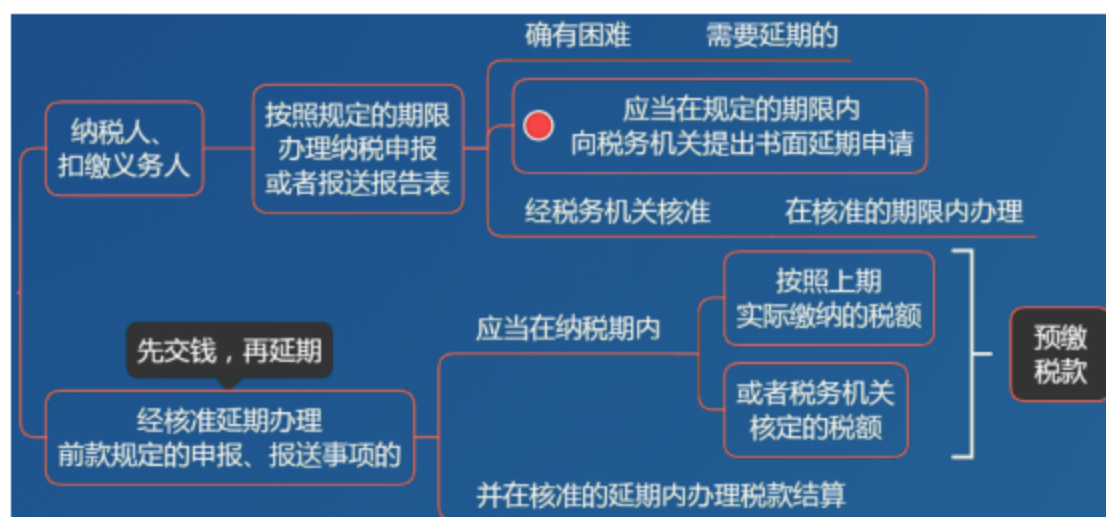 确有困难 需要延期的
纳税人、
扣缴义务人
按照规定的期限
办理纳税申报
或者报送报告表
应当在规定的期限内
向税务机关提出书面延期申请
经税务机关核准 在核准的期限内办理
先交钱，再延期
经核准延期办理
前款规定的申报、报送事项的
应当在纳税期内
按照上期
实际缴纳的税额
或者税务机关
核定的税额
预缴
税款
并在核准的延期内办理税款结算